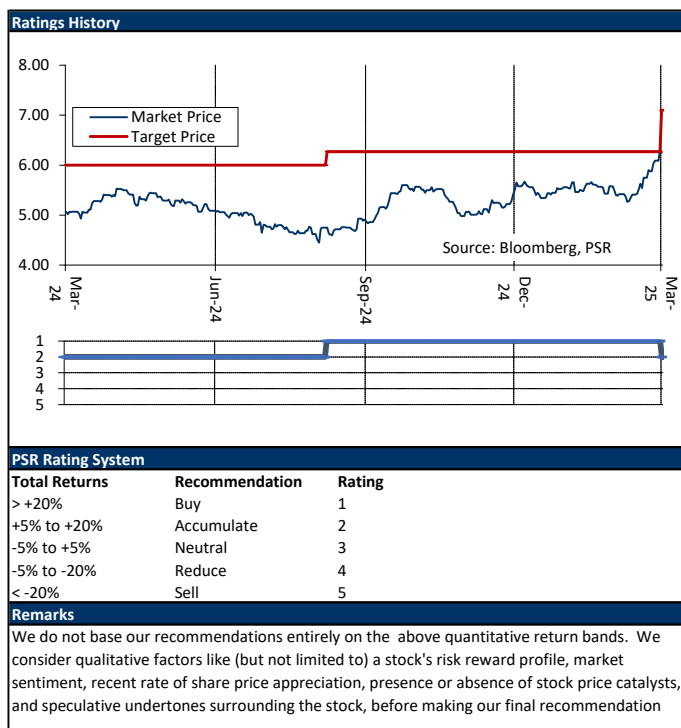 Ratings History
8.00
7.00
6.00
5.00
4.00
Market Price
Target Price
Source: Bloomberg, PSR
Mar-
24
Jun-24
Sep-24
Dec-
24
Mar-
25
1
2
3
4
5
PSR Rating System
Total Returns Recommendation Rating
> +20% Buy 1
+5% to +20% Accumulate 2
-5% to +5% Neutral 3
-5% to -20% Reduce 4
< -20% Sell 5
Remarks
We do not base our recommendations entirely on the above quantitative return bands. We
consider qualitative factors like (but not limited to) a stock's risk reward profile, market
sentiment, recent rate of share price appreciation, presence or absence of stock price catalysts,
and speculative undertones surrounding the stock, before making our final recommendation